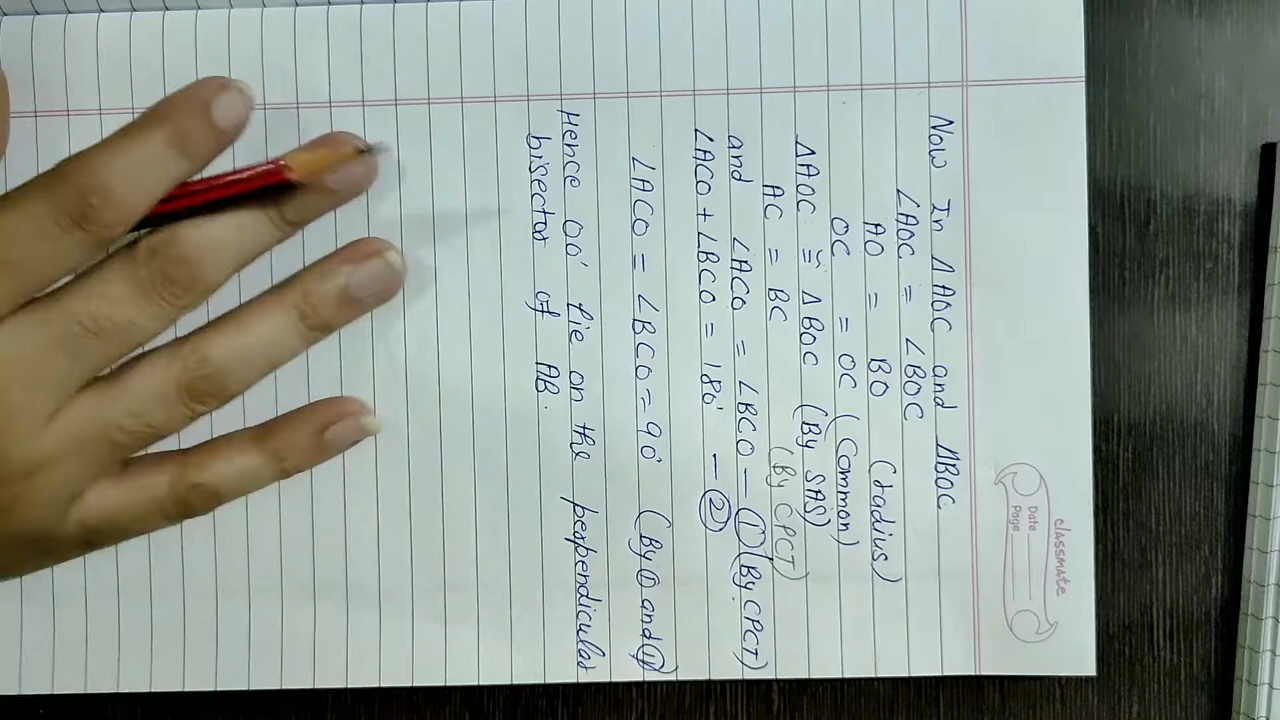 classmate
Date
Page
Now In Δ AOC and ΔBOC
∠AOC = ∠BOC
AO = BO (radius)
OC = OC (Common)
ΔAOC ≅ ΔBOC (By SAS)
AC = BC (By CPCT)
and ∠ACO = ∠BCO — ① (By CPCT)
∠ACO + ∠BCO = 180° — ②
∠ACO = ∠BCO = 90° (By ① and ②)
Hence OO' lie on the perpendicular
bisector of AB.